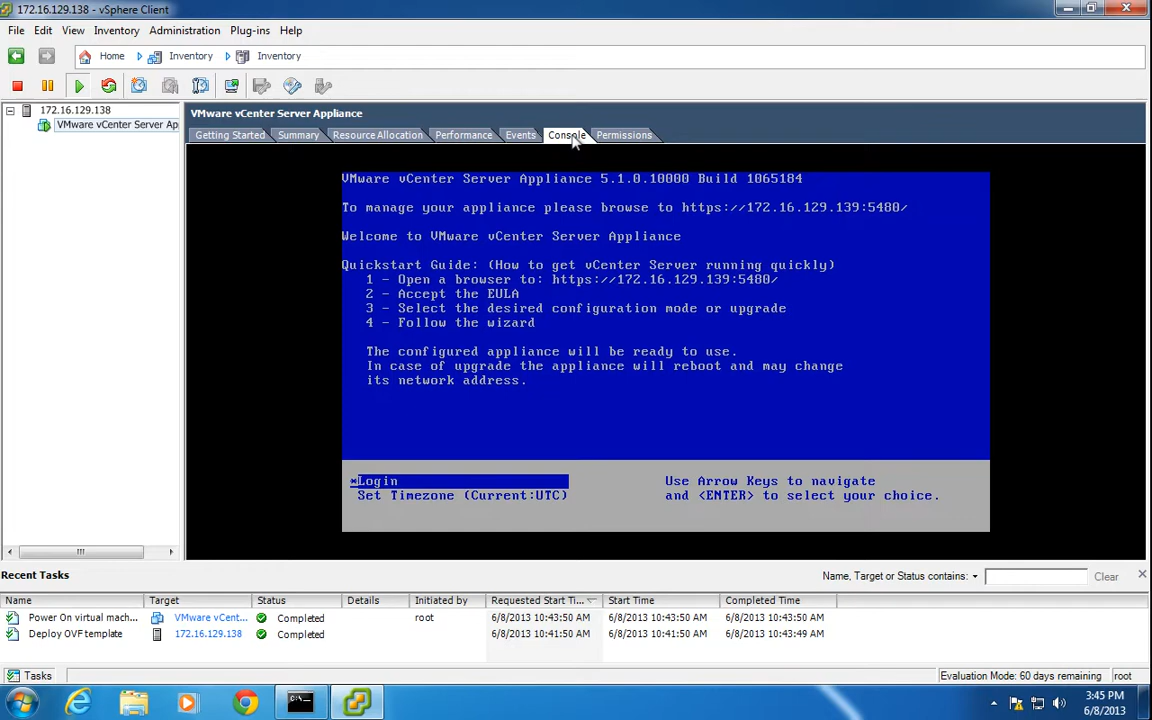 172.16.129.138 - vSphere Client
File Edit View Inventory Administration Plug-ins Help
Home Inventory Inventory
172.16.129.138
VMware vCenter Server Ap
VMware vCenter Server Appliance
Getting Started Summary Resource Allocation Performance Events Console Permissions
VMware vCenter Server Appliance 5.1.0.10000 Build 1065184
To manage your appliance please browse to https://172.16.129.139:5480/
Welcome to VMware vCenter Server Appliance
Quickstart Guide: (How to get vCenter Server running quickly)
1 - Open a browser to: https://172.16.129.139:5480/
2 - Accept the EULA
3 - Select the desired configuration mode or upgrade
4 - Follow the wizard
The configured appliance will be ready to use.
In case of upgrade the appliance will reboot and may change
its network address.
*Login Use Arrow Keys to navigate
Set Timezone (Current:UTC) and <ENTER> to select your choice.
Recent Tasks Name, Target or Status contains: Clear
Name Target Status Details Initiated by Requested Start Ti... Start Time Completed Time
Power On virtual mach... VMware vCent... Completed root 6/8/2013 10:43:50 AM 6/8/2013 10:43:50 AM 6/8/2013 10:43:50 AM
Deploy OVF template 172.16.129.138 Completed 6/8/2013 10:41:50 AM 6/8/2013 10:41:50 AM 6/8/2013 10:43:49 AM
Tasks Evaluation Mode: 60 days remaining root
C:\
3:45 PM
6/8/2013